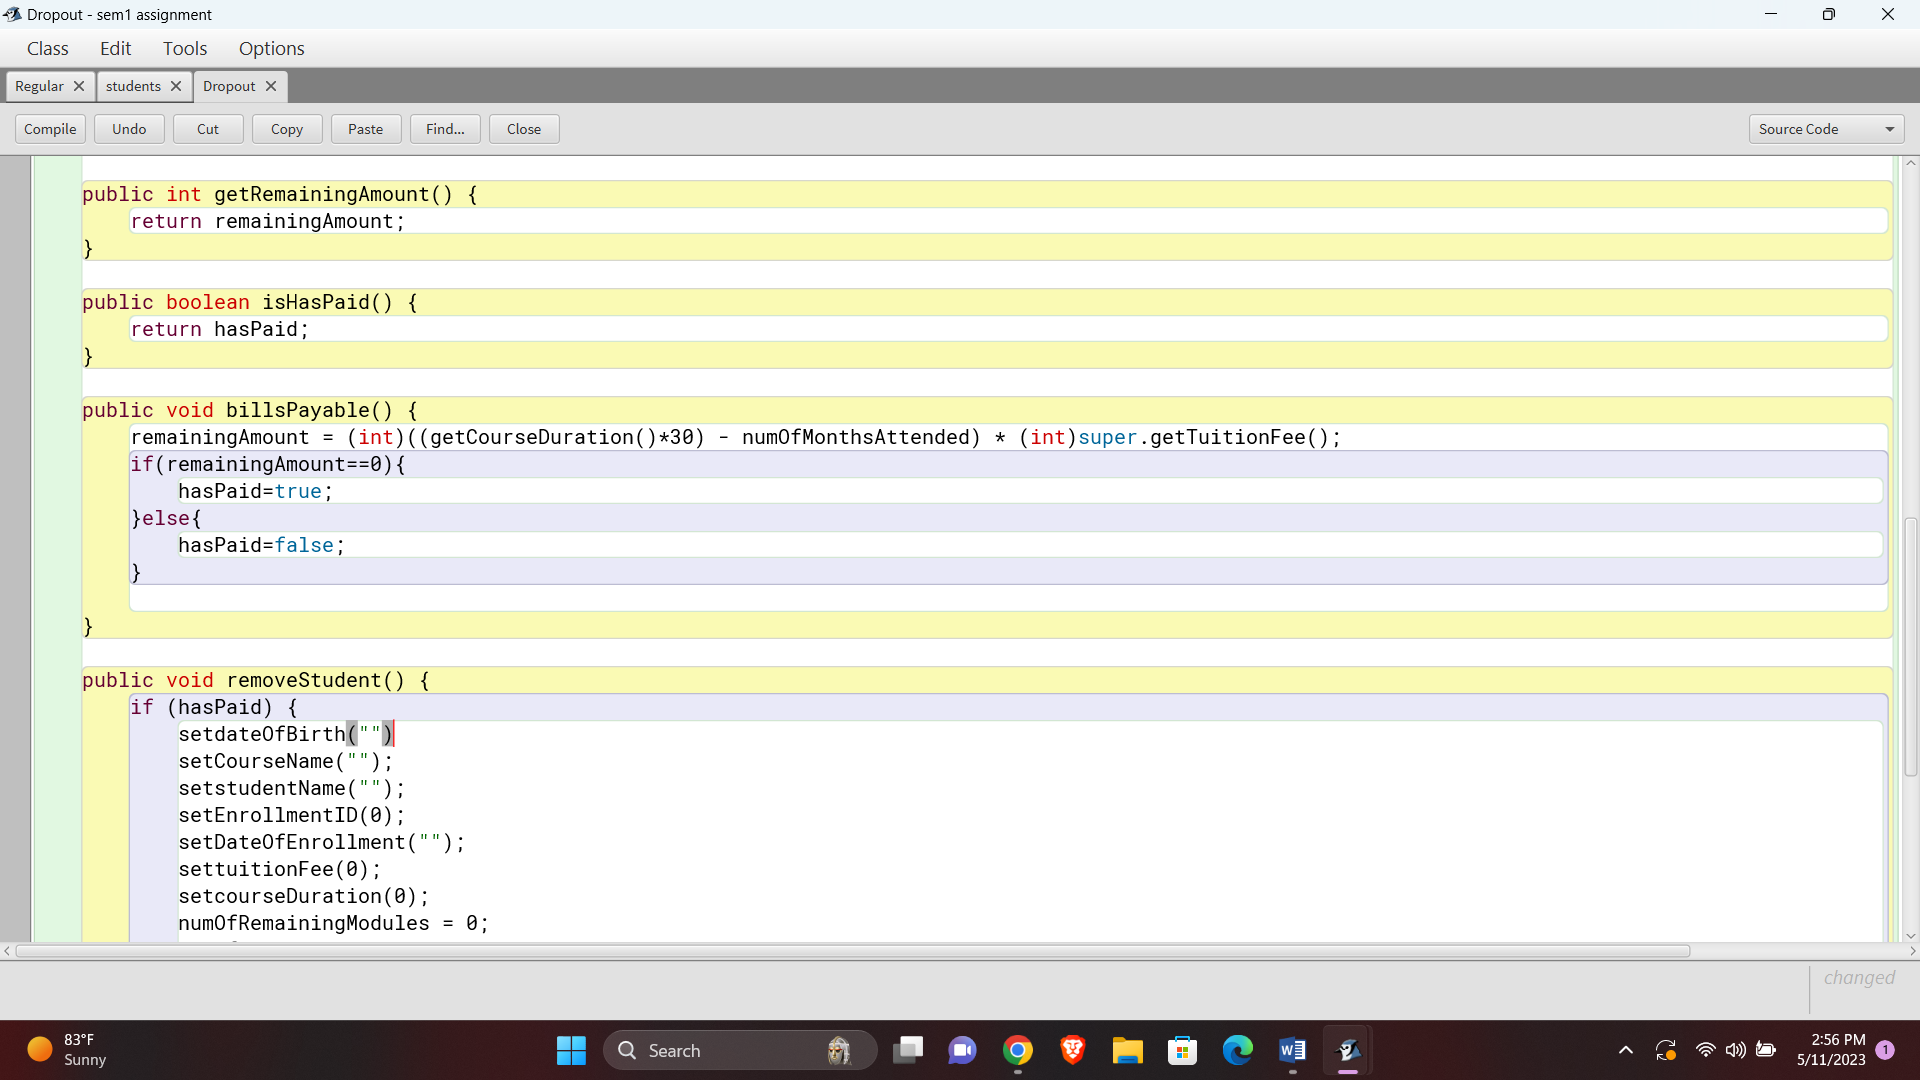 Dropout - sem1 assignment
Class Edit Tools Options
Regular students Dropout
Compile Undo Cut Copy Paste Find... Close Source Code
public int getRemainingAmount() {
return remainingAmount;
}
public boolean isHasPaid() {
return hasPaid;
}
public void billsPayable() {
remainingAmount = (int)((getCourseDuration()*30) - numOfMonthsAttended) * (int)super.getTuitionFee();
if(remainingAmount==0){
hasPaid=true;
}else{
hasPaid=false;
}
}
public void removeStudent() {
if (hasPaid) {
setdateOfBirth("")
setCourseName("");
setstudentName("");
setEnrollmentID(0);
setDateOfEnrollment("");
settuitionFee(0);
setcourseDuration(0);
numOfRemainingModules = 0;
changed
83°F
Sunny
Search
2:56 PM
5/11/2023
1